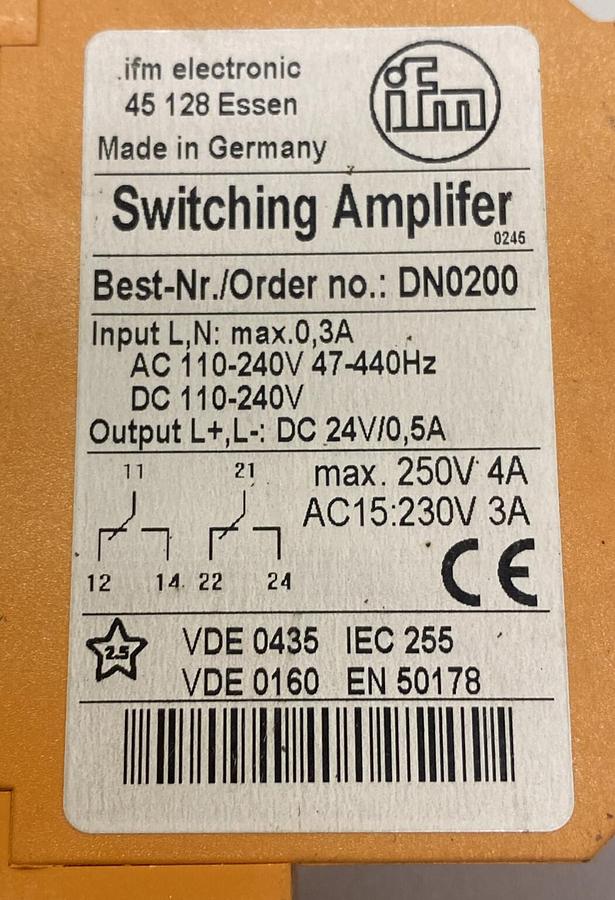 ifm electronic
45 128 Essen
Made in Germany
ifm
Switching Amplifer
0245
Best-Nr./Order no.: DN0200
Input L,N: max.0,3A
AC 110-240V 47-440Hz
DC 110-240V
Output L+,L-: DC 24V/0,5A
11 21
max. 250V 4A
AC15:230V 3A
12 14 22 24
CE
2.5
VDE 0435 IEC 255
VDE 0160 EN 50178